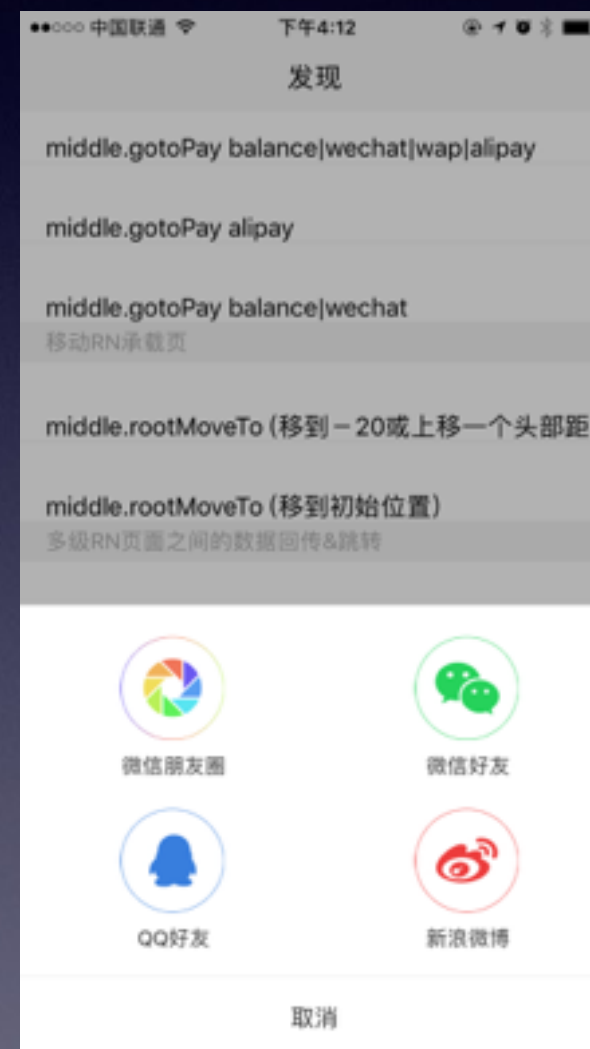 中国联通
下午4:12
发现
middle.gotoPay balance|wechat|wap|alipay
middle.gotoPay alipay
middle.gotoPay balance|wechat
移动RN承载页
middle.rootMoveTo (移到－20或上移一个头部距
middle.rootMoveTo (移到初始位置)
多级RN页面之间的数据回传&跳转
微信朋友圈
微信好友
QQ好友
新浪微博
取消